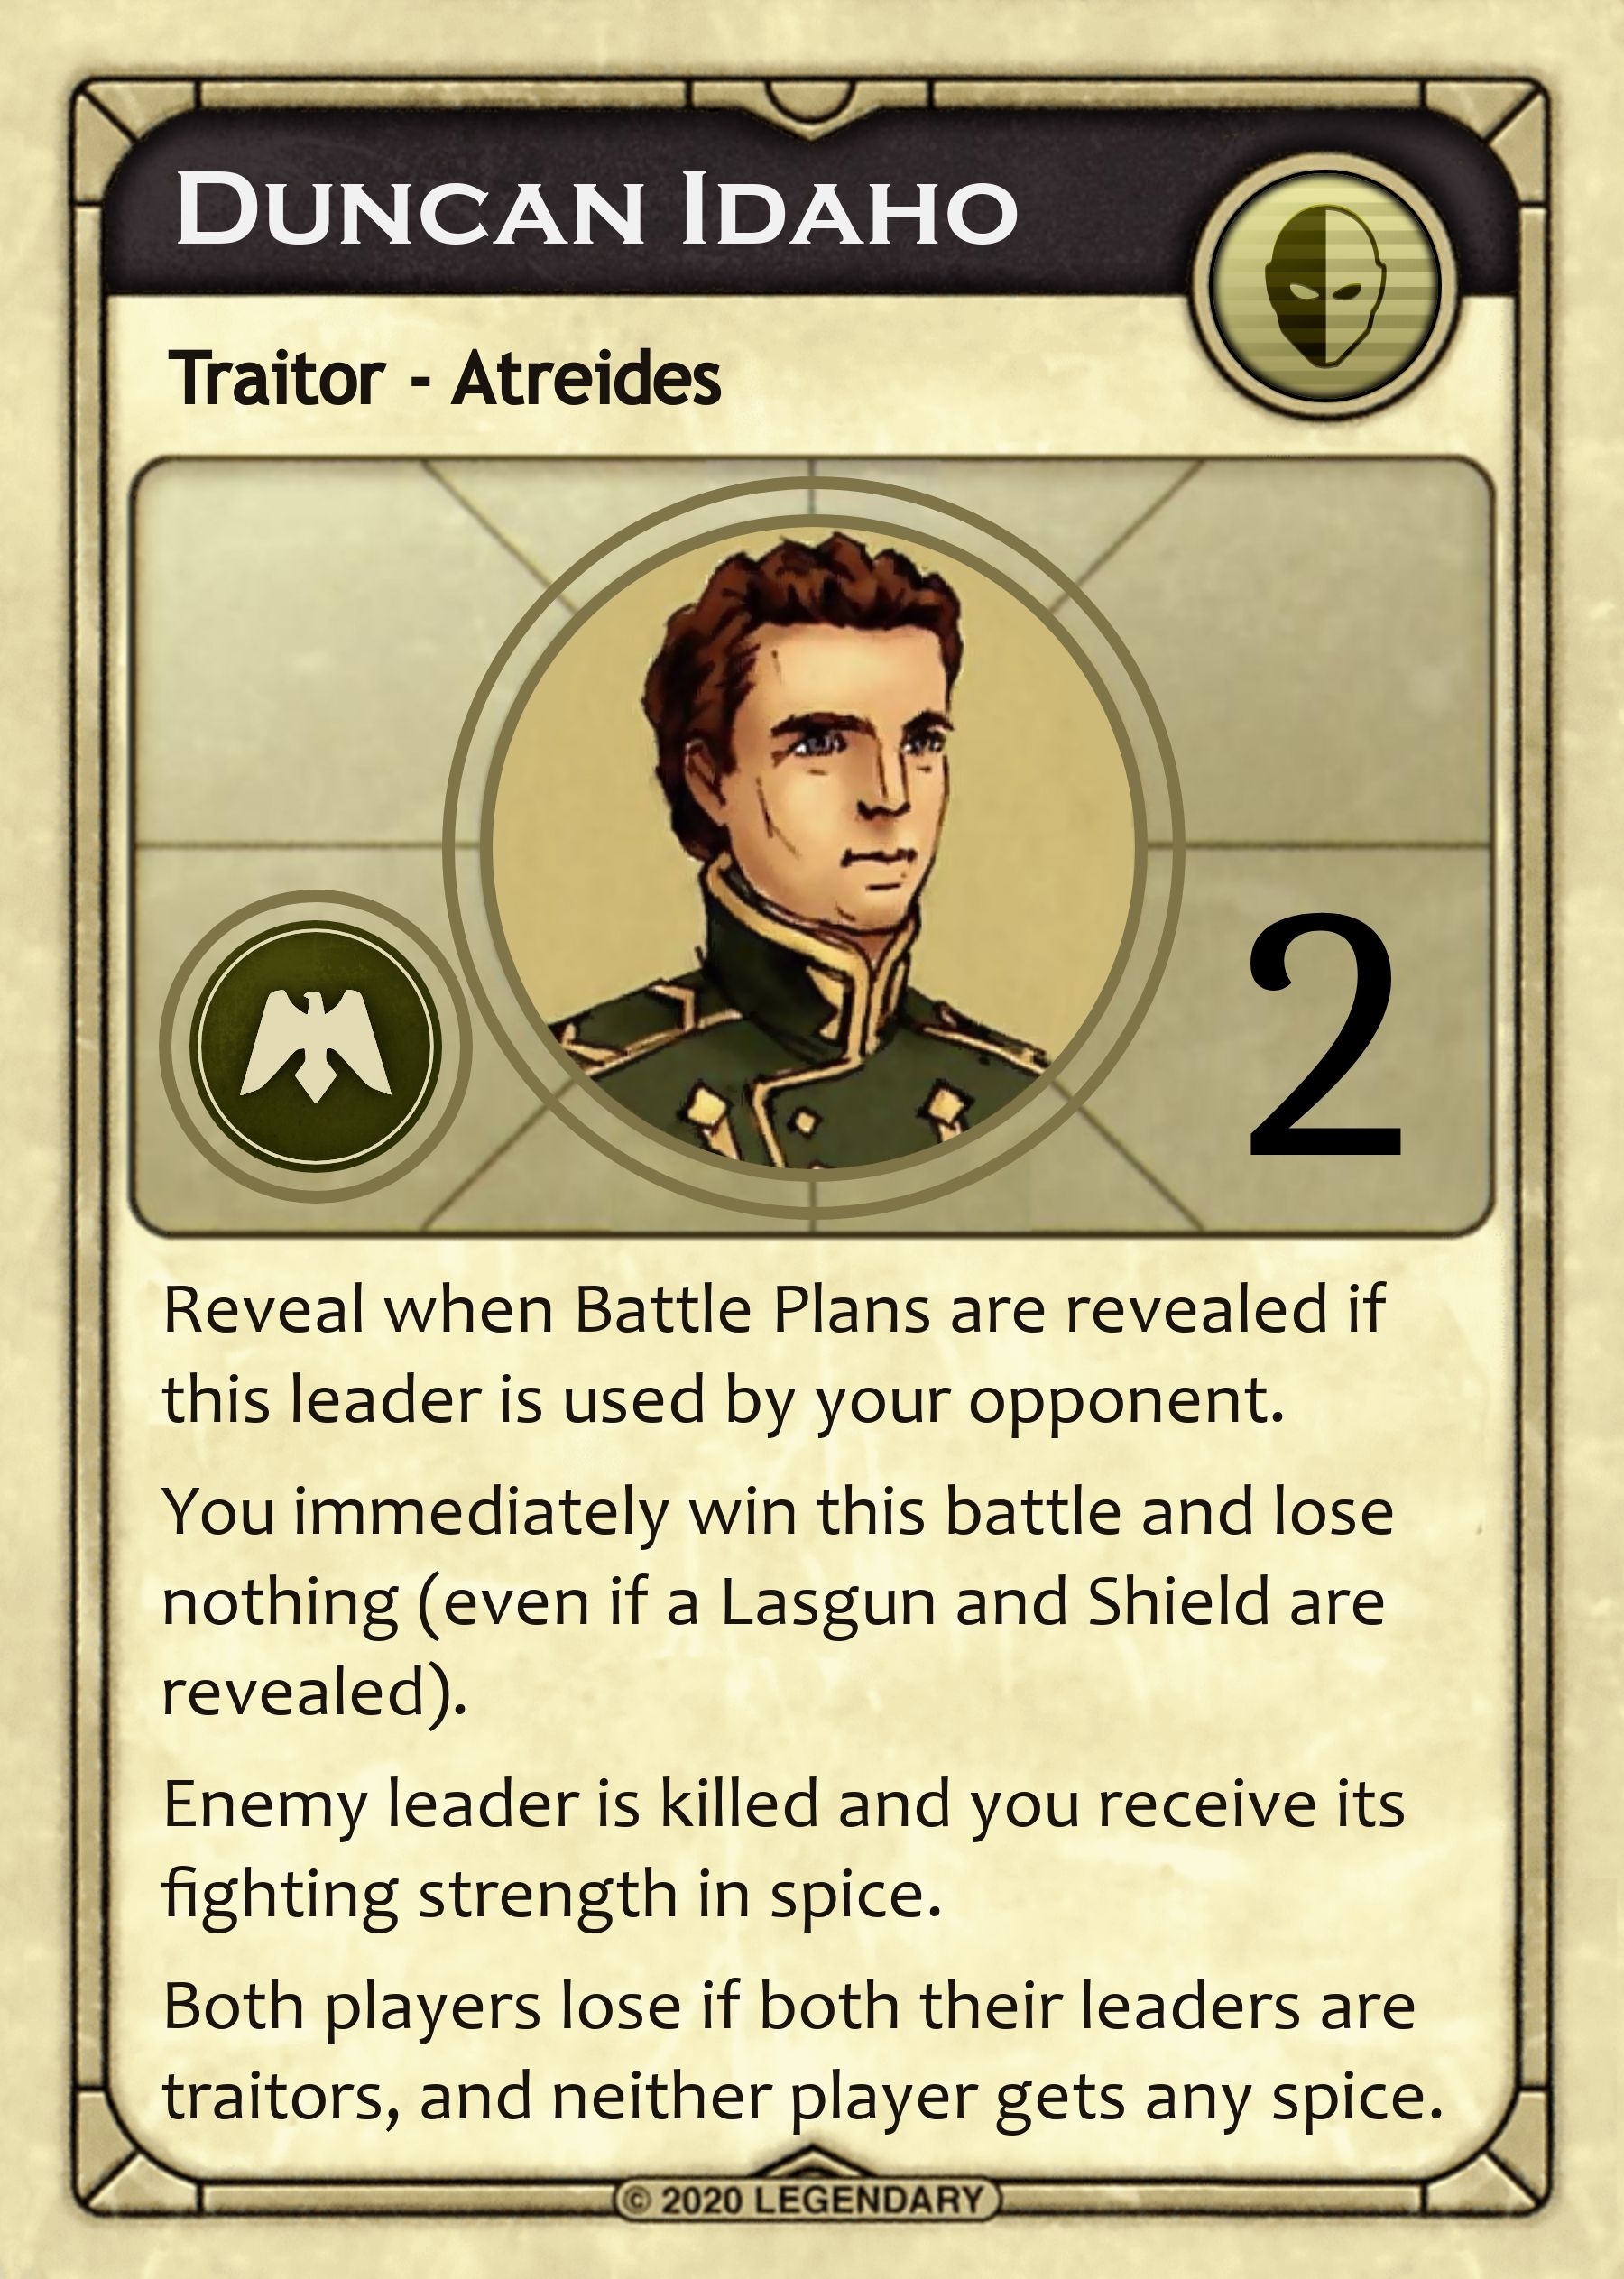 DUNCAN IDAHO
Traitor - Atreides
2
Reveal when Battle Plans are revealed if
this leader is used by your opponent.
You immediately win this battle and lose
nothing (even if a Lasgun and Shield are
revealed).
Enemy leader is killed and you receive its
fighting strength in spice.
Both players lose if both their leaders are
traitors, and neither player gets any spice.
© 2020 LEGENDARY